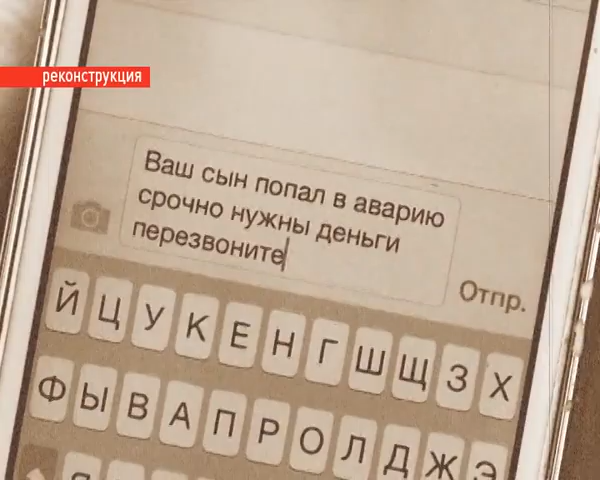 реконструкция
Ваш сын попал в аварию
срочно нужны деньги
перезвоните
Отпр.
Й Ц У К Е Н Г Ш Щ З Х
Ф Ы В А П Р О Л Д Ж Э
Я